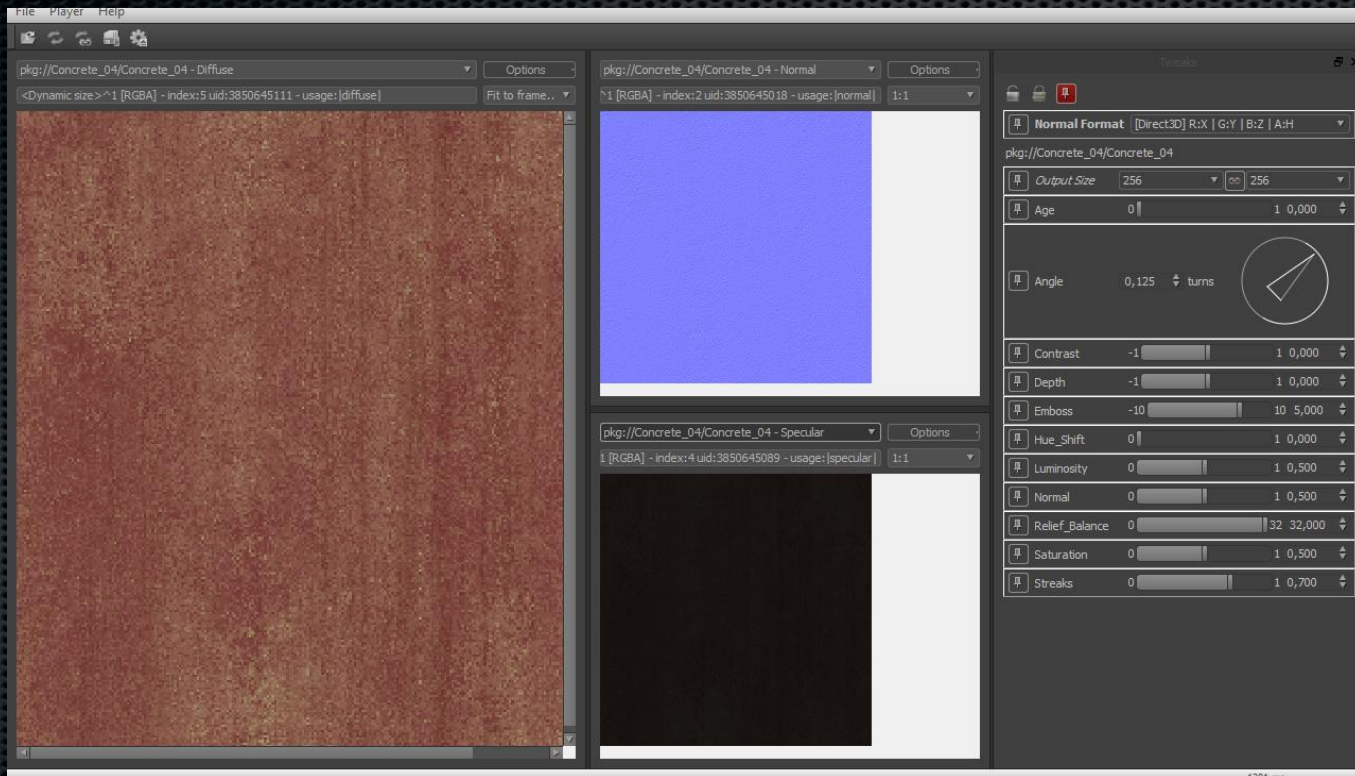 File Player Help
pkg://Concrete_04/Concrete_04 - Diffuse Options
<Dynamic size>^1 [RGBA] - index:5 uid:3850645111 - usage:|diffuse| Fit to frame..
pkg://Concrete_04/Concrete_04 - Normal Options
^1 [RGBA] - index:2 uid:3850645018 - usage:|normal| 1:1
pkg://Concrete_04/Concrete_04 - Specular Options
1 [RGBA] - index:4 uid:3850645089 - usage:|specular| 1:1
Tweaks
Normal Format [Direct3D] R:X | G:Y | B:Z | A:H
pkg://Concrete_04/Concrete_04
Output Size 256 256
Age 0 1 0,000
Angle 0,125 turns
Contrast -1 1 0,000
Depth -1 1 0,000
Emboss -10 10 5,000
Hue_Shift 0 1 0,000
Luminosity 0 1 0,500
Normal 0 1 0,500
Relief_Balance 0 32 32,000
Saturation 0 1 0,500
Streaks 0 1 0,700